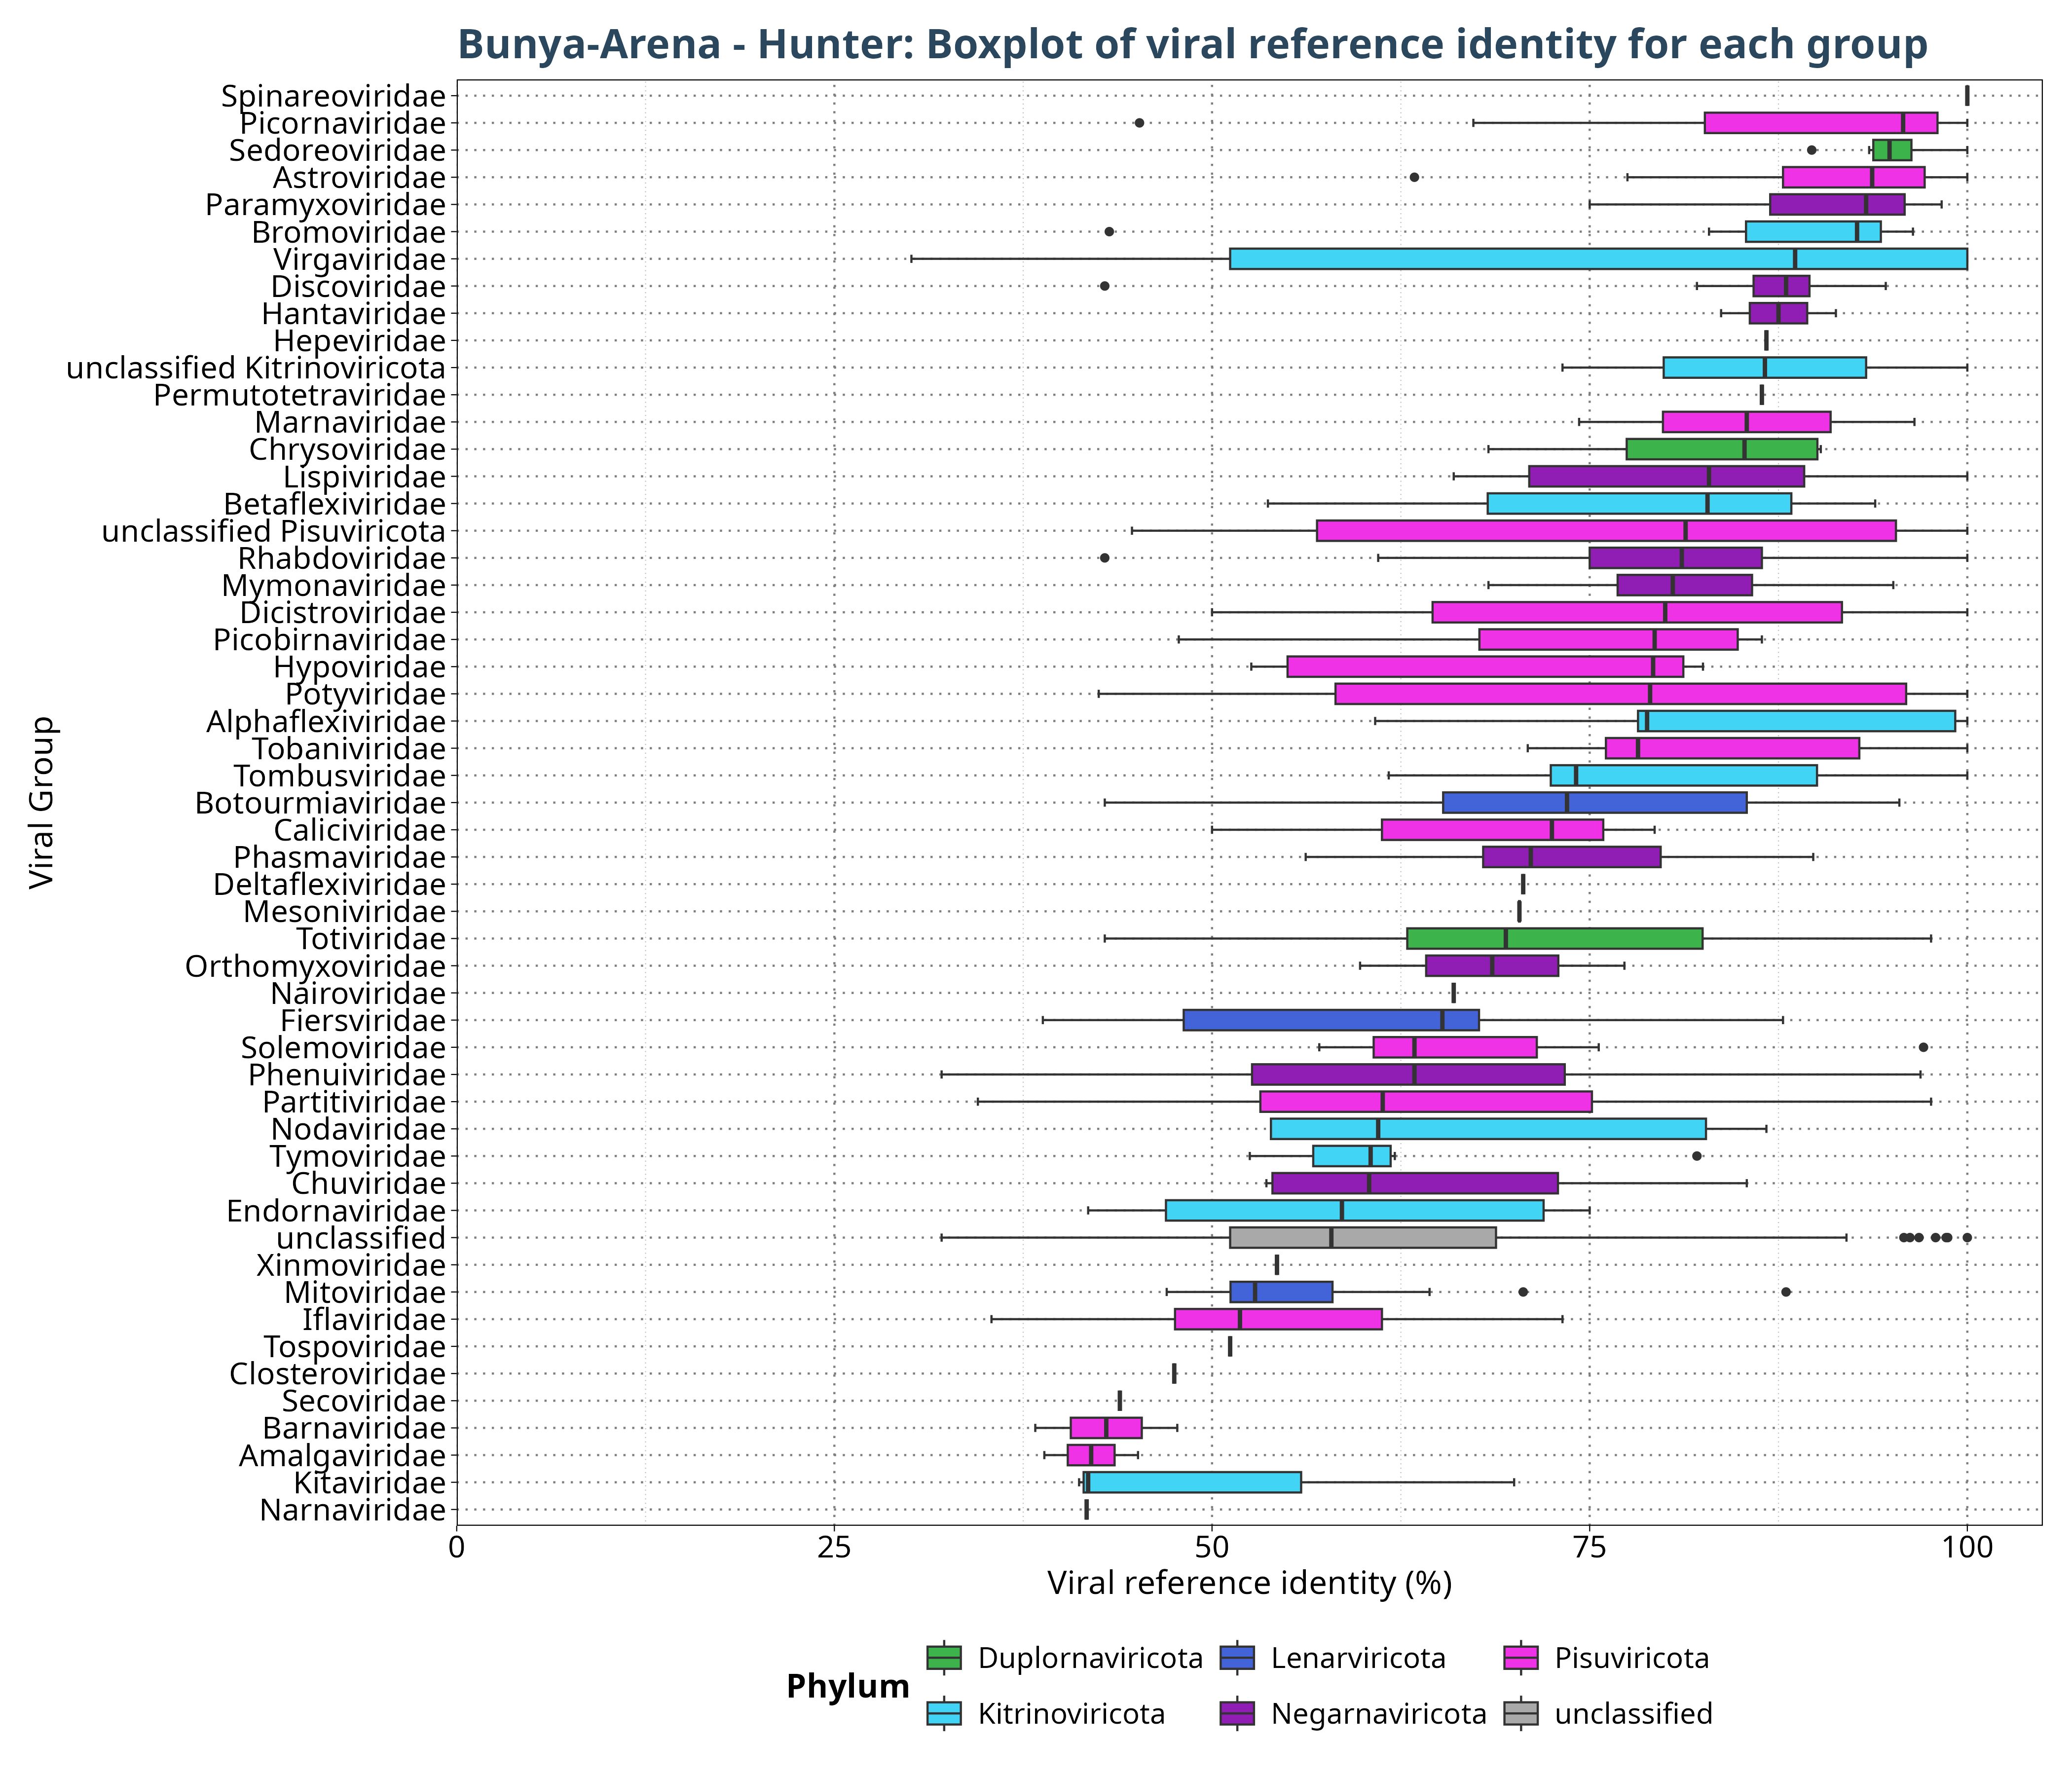 Bunya-Arena - Hunter: Boxplot of viral reference identity for each group
Spinareoviridae
Picornaviridae
Sedoreoviridae
Astroviridae
Paramyxoviridae
Bromoviridae
Virgaviridae
Discoviridae
Hantaviridae
Hepeviridae
unclassified Kitrinoviricota
Permutotetraviridae
Marnaviridae
Chrysoviridae
Lispiviridae
Betaflexiviridae
unclassified Pisuviricota
Rhabdoviridae
Mymonaviridae
Dicistroviridae
Picobirnaviridae
Hypoviridae
Potyviridae
Alphaflexiviridae
Tobaniviridae
Tombusviridae
Botourmiaviridae
Caliciviridae
Phasmaviridae
Deltaflexiviridae
Mesoniviridae
Totiviridae
Orthomyxoviridae
Nairoviridae
Fiersviridae
Solemoviridae
Phenuiviridae
Partitiviridae
Nodaviridae
Tymoviridae
Chuviridae
Endornaviridae
unclassified
Xinmoviridae
Mitoviridae
Iflaviridae
Tospoviridae
Closteroviridae
Secoviridae
Barnaviridae
Amalgaviridae
Kitaviridae
Narnaviridae
Viral Group
0 25 50 75 100
Viral reference identity (%)
Phylum
Duplornaviricota Lenarviricota Pisuviricota
Kitrinoviricota Negarnaviricota unclassified